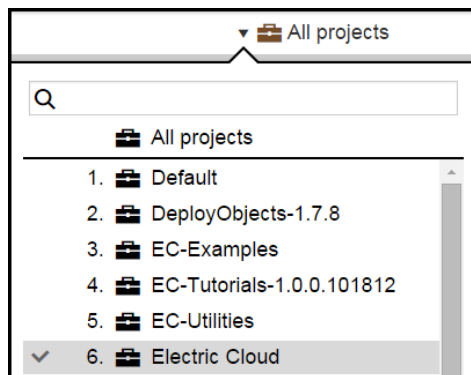 All projects
All projects
1. Default
2. DeployObjects-1.7.8
3. EC-Examples
4. EC-Tutorials-1.0.0.101812
5. EC-Utilities
6. Electric Cloud